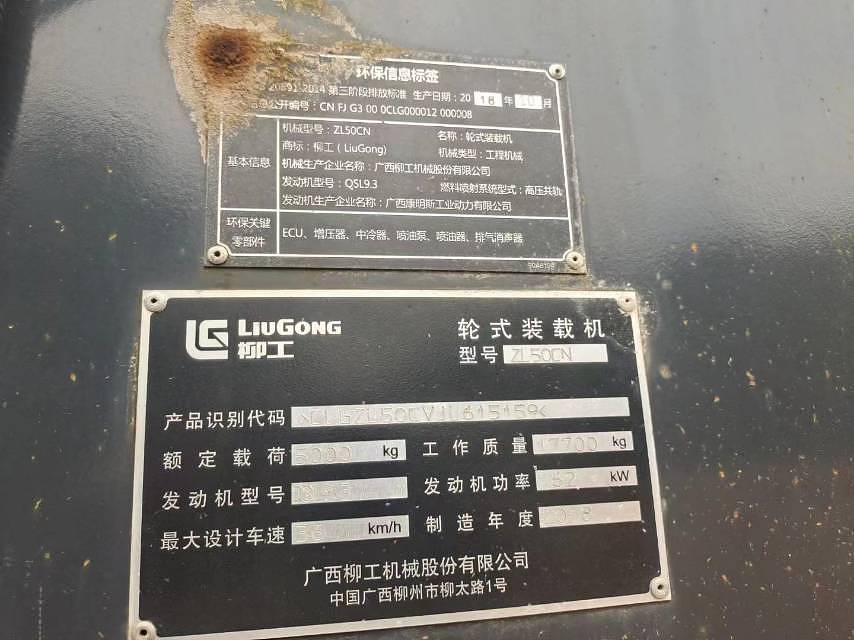 环保信息标签
20891-2014 第三阶段排放标准 生产日期: 20 18 年 月
开编号: CN FJ G3 00 0CLG000012 000008
基本信息
机械型号: ZL50CN 名称: 轮式装载机
商标: 柳工 ( LiuGong ) 机械类型: 工程机械
机械生产企业名称: 广西柳工机械股份有限公司
发动机型号: QSL9.3 燃料喷射系统型式: 高压共轨
发动机生产企业名称: 广西康明斯工业动力有限公司
环保关键
零部件
ECU、增压器、中冷器、喷油泵、喷油器、排气消声器
LG LIUGONG
柳工
轮式装载机
型号 ZL50CN
产品识别代码
额定载荷 5000 kg 工作质量 17700 kg
发动机型号 发动机功率 kW
最大设计车速 km/h 制造年度 2018
广西柳工机械股份有限公司
中国广西柳州市柳太路1号